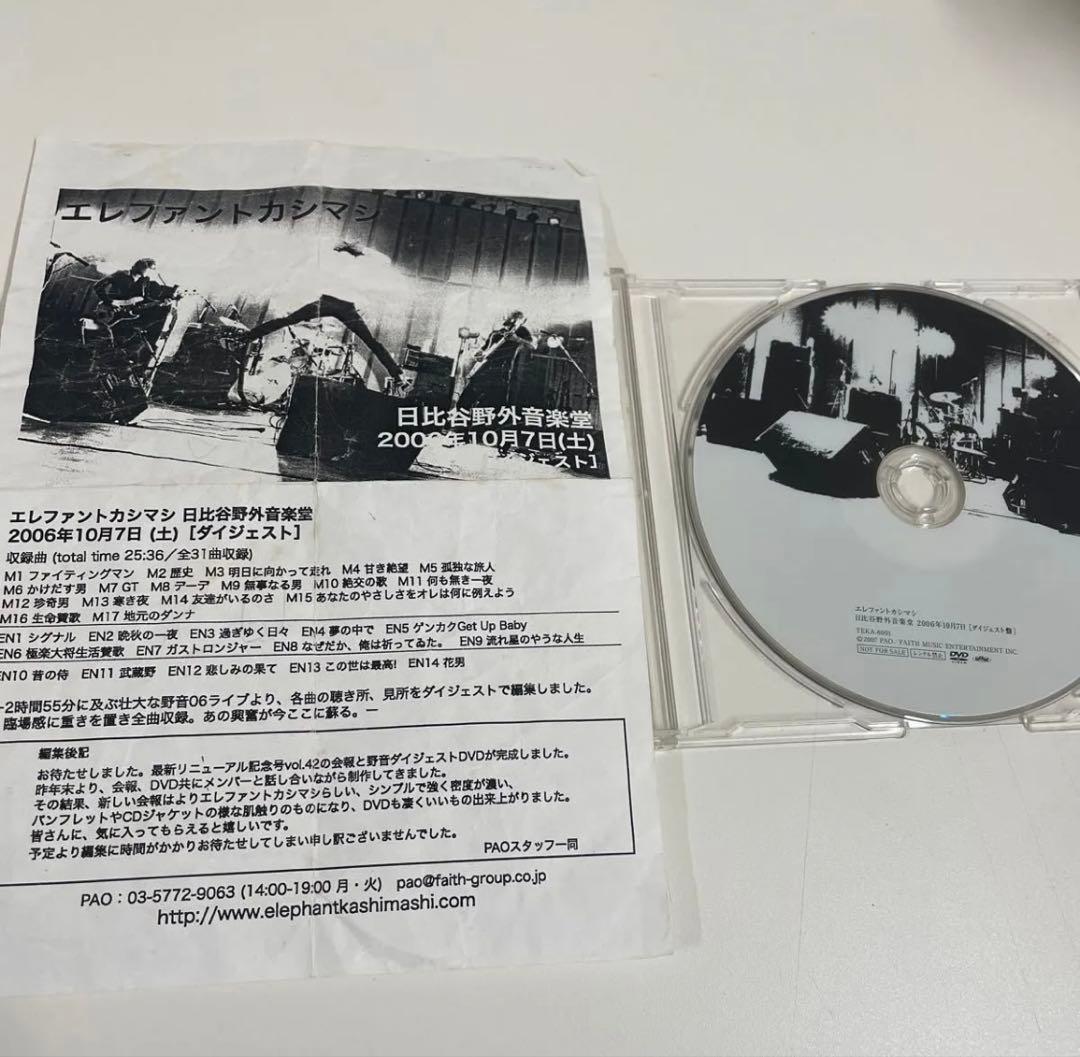 エレファントカシマシ
日比谷野外音楽堂
2006年10月7日(土)
ジェスト]
エレファントカシマシ 日比谷野外音楽堂
2006年10月7日 (土)［ダイジェスト］
収録曲 (total time 25:36／全31曲収録)
M1 ファイティングマン M2 歴史 M3 明日に向かって走れ M4 甘き絶望 M5 孤独な旅人
M6 かけだす男 M7 GT M8 デーデ M9 無事なる男 M10 絶交の歌 M11 何も無き一夜
M12 珍奇男 M13 寒き夜 M14 友達がいるのさ M15 あなたのやさしさをオレは何に例えよう
M16 生命賛歌 M17 地元のダンナ
EN1 シグナル EN2 晩秋の一夜 EN3 過ぎゆく日々 EN4 夢の中で EN5 ゲンカクGet Up Baby
EN6 極楽大将生活賛歌 EN7 ガストロンジャー EN8 なぜだか、俺は祈ってゐた。 EN9 流れ星のやうな人生
EN10 昔の侍 EN11 武蔵野 EN12 悲しみの果て EN13 この世は最高! EN14 花男
−2時間55分に及ぶ壮大な野音06ライブより、各曲の聴き所、見所をダイジェストで編集しました。
臨場感に重きを置き全曲収録。あの興奮が今ここに蘇る。ー
編集後記
お待たせしました。最新リニューアル記念号vol.42の会報と野音ダイジェストDVDが完成しました。
昨年末より、会報、DVD共にメンバーと話し合いながら制作してきました。
その結果、新しい会報はよりエレファントカシマシらしい、シンプルで強く密度が濃い、
パンフレットやCDジャケットの様な肌触りのものになり、DVDも凄くいいもの出来上がりました。
皆さんに、気に入ってもらえると嬉しいです。
予定より編集に時間がかかりお待たせしてしまい申し訳ございませんでした。
PAOスタッフ一同
PAO：03-5772-9063 (14:00-19:00 月・火) pao@faith-group.co.jp
http://www.elephantkashimashi.com
エレファントカシマシ
日比谷野外音楽堂 2006年10月7日［ダイジェスト盤］
©2007 PAO／FAITH MUSIC ENTERTAINMENT INC.
NOT FOR SALE レンタル禁止 DVD